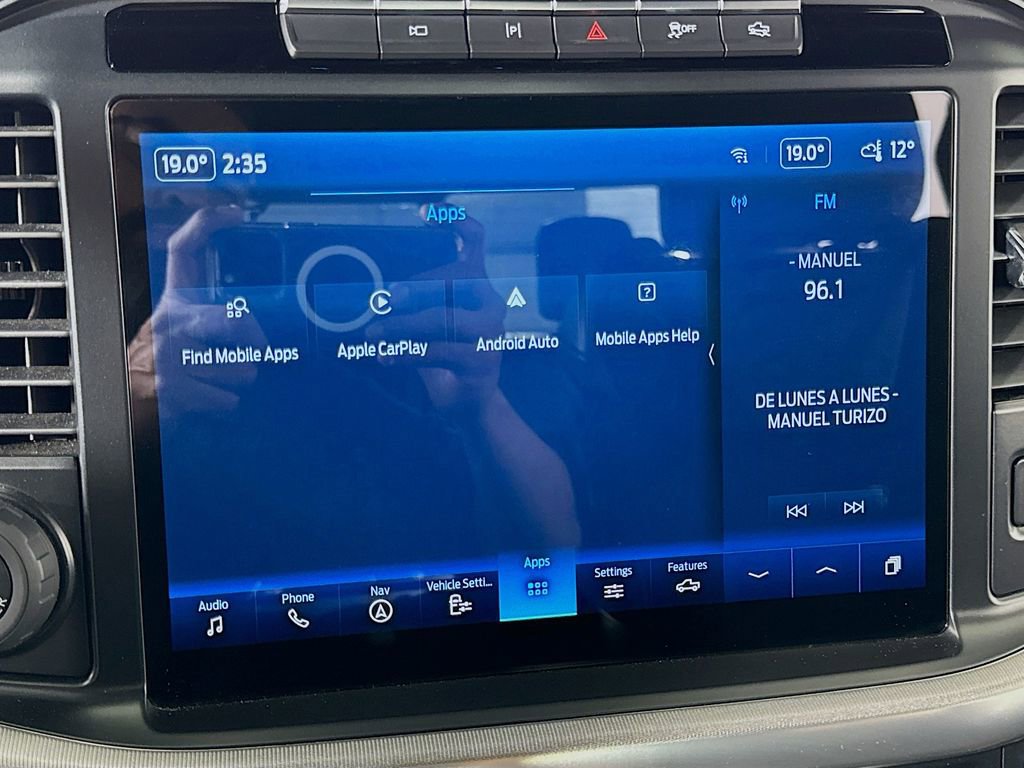 P
OFF
19.0° 2:35
19.0°
12°
Apps
FM
- MANUEL
96.1
Find Mobile Apps
Apple CarPlay
Android Auto
?
Mobile Apps Help
DE LUNES A LUNES -
MANUEL TURIZO
Audio
Phone
Nav
Vehicle Setti...
Apps
Settings
Features